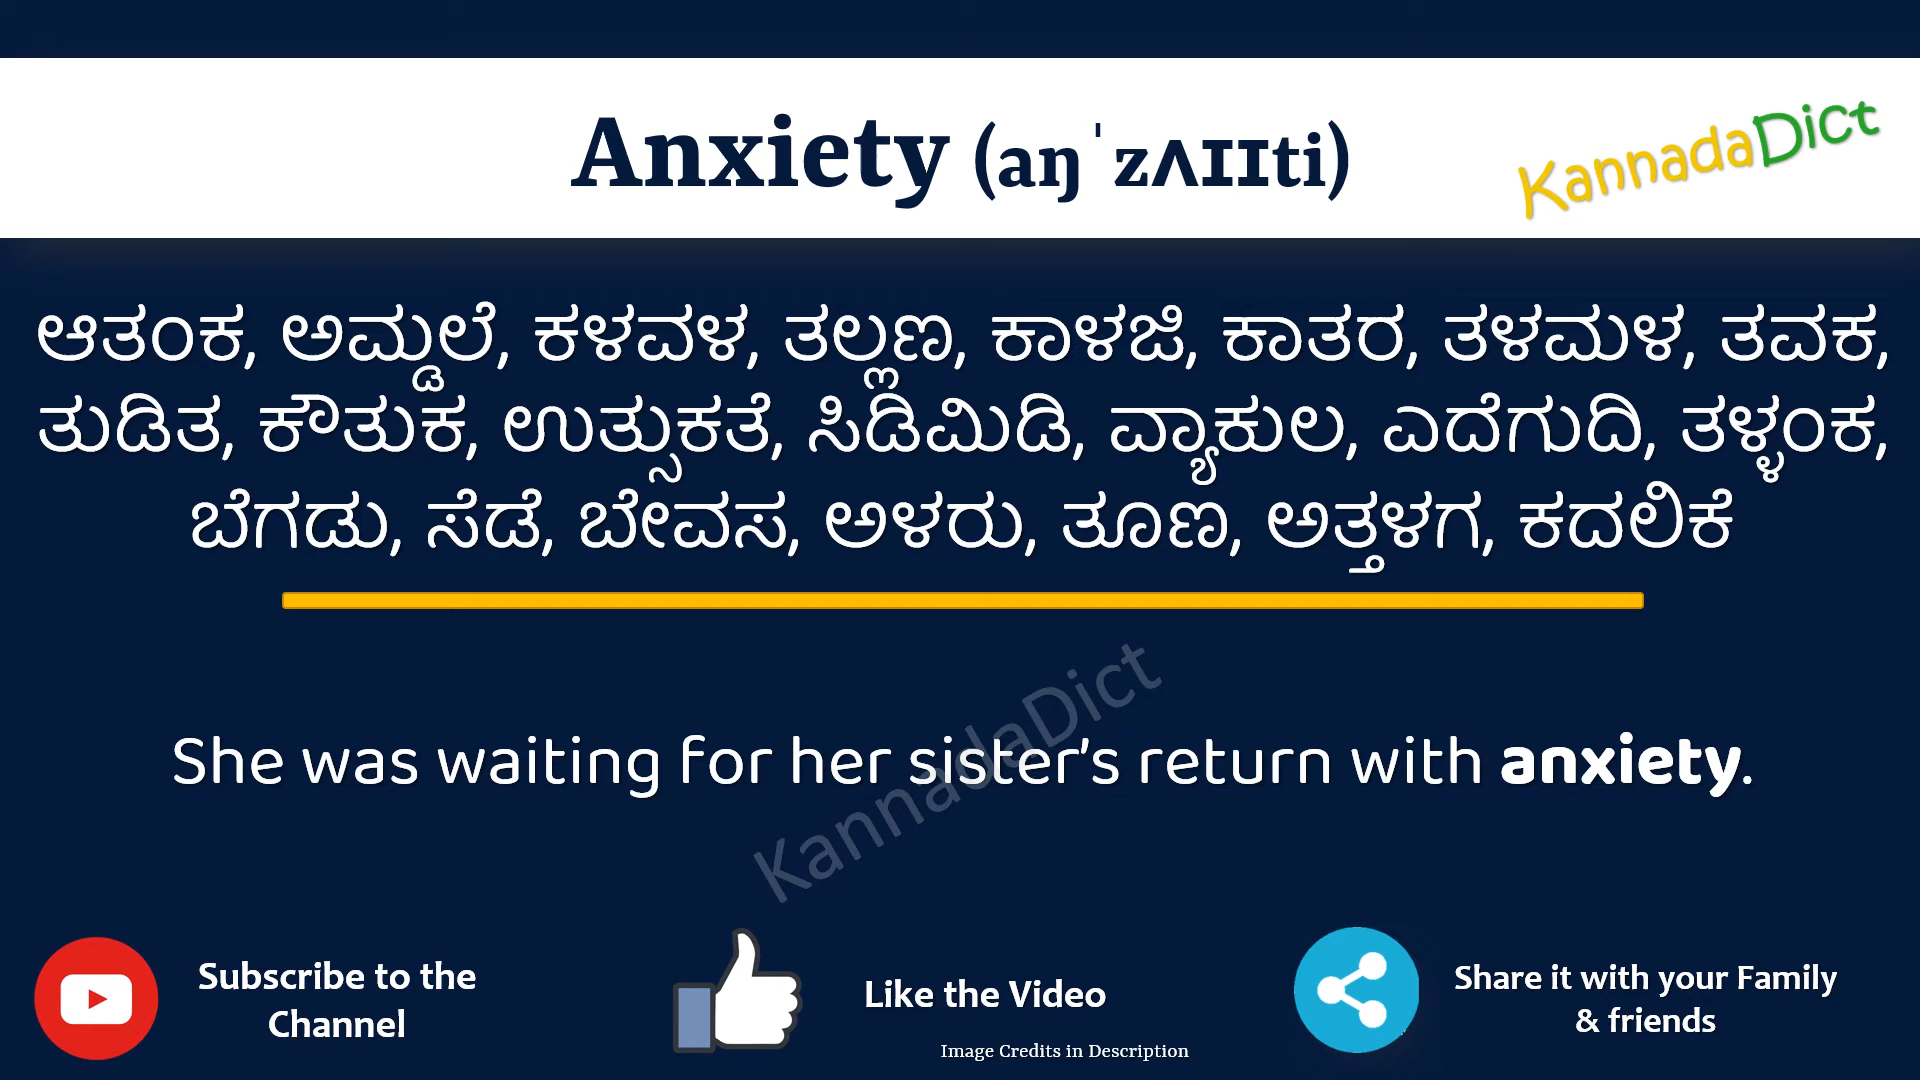 Anxiety (aŋˈzʌɪɪti)
KannadaDict
ಆತಂಕ, ಅಮ್ಡಲೆ, ಕಳವಳ, ತಲ್ಲಣ, ಕಾಳಜಿ, ಕಾತರ, ತಳಮಳ, ತವಕ,
ತುಡಿತ, ಕೌತುಕ, ಉತ್ಸುಕತೆ, ಸಿಡಿಮಿಡಿ, ವ್ಯಾಕುಲ, ಎದೆಗುದಿ, ತಳ್ಳಂಕ,
ಬೆಗಡು, ಸೆಡೆ, ಬೇವಸ, ಅಳರು, ತೂಣ, ಅತ್ತಳಗ, ಕದಲಿಕೆ
KannadaDict
She was waiting for her sister’s return with anxiety.
Subscribe to the
Channel
Like the Video
Share it with your Family
& friends
Image Credits in Description